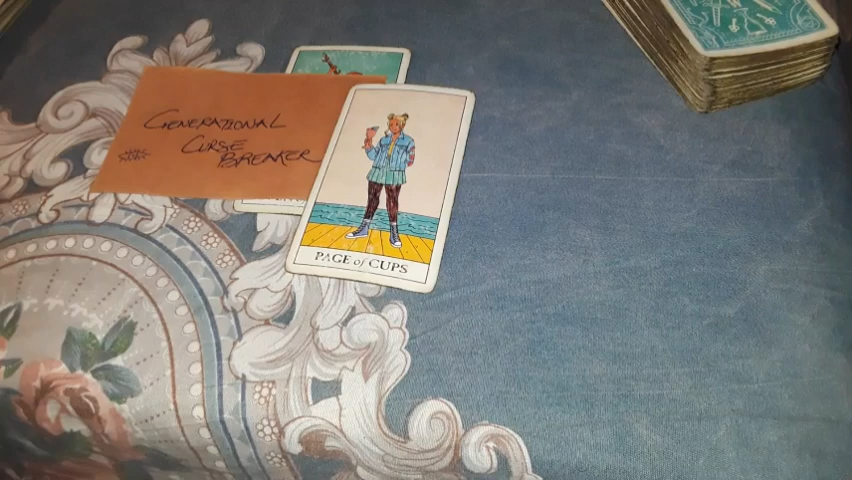 GENERATIONAL
CURSE
BREAKER
PAGE of CUPS